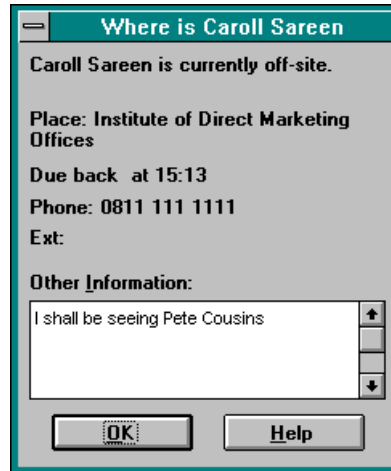 Where is Caroll Sareen
Caroll Sareen is currently off-site.
Place: Institute of Direct Marketing
Offices
Due back  at 15:13
Phone: 0811 111 1111
Ext:
Other Information:
I shall be seeing Pete Cousins
OK
Help